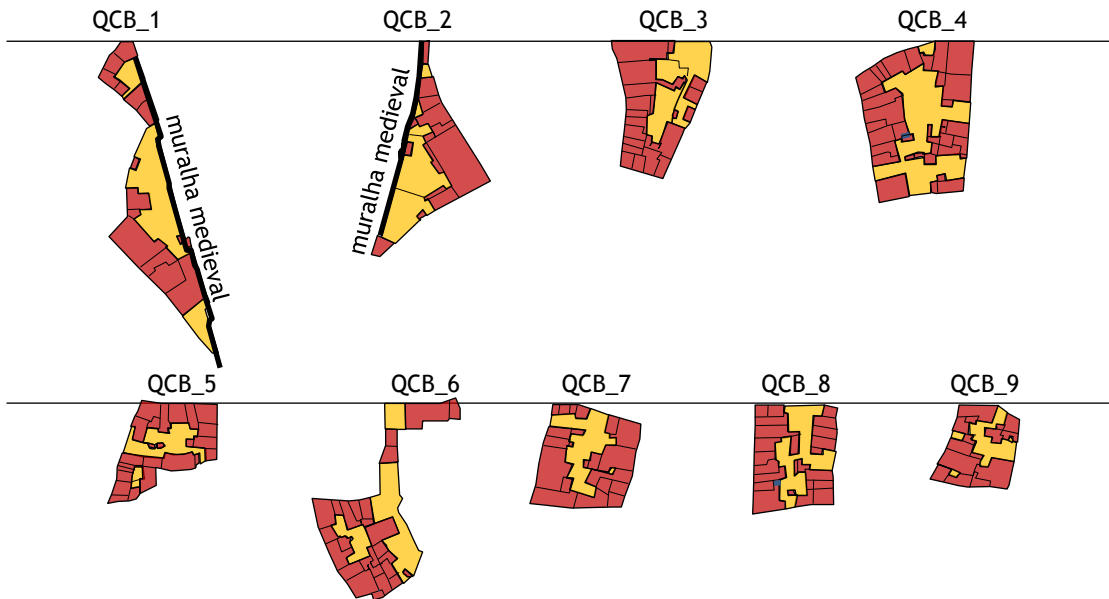 QCB_1
QCB_2
QCB_3
QCB_4
muralha medieval
muralha medieval
QCB_5
QCB_6
QCB_7
QCB_8
QCB_9